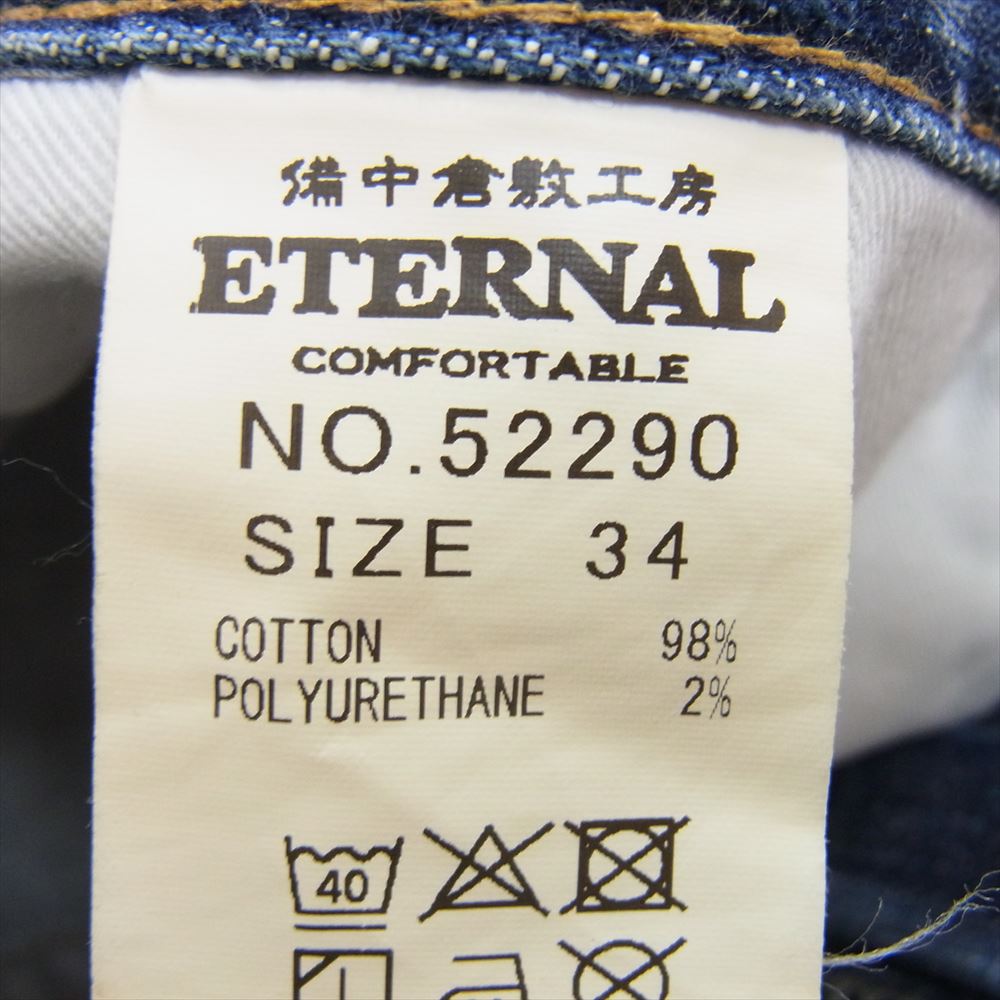 備中倉敷工房
ETERNAL
COMFORTABLE
NO.52290
SIZE 34
COTTON 98%
POLYURETHANE 2%
40